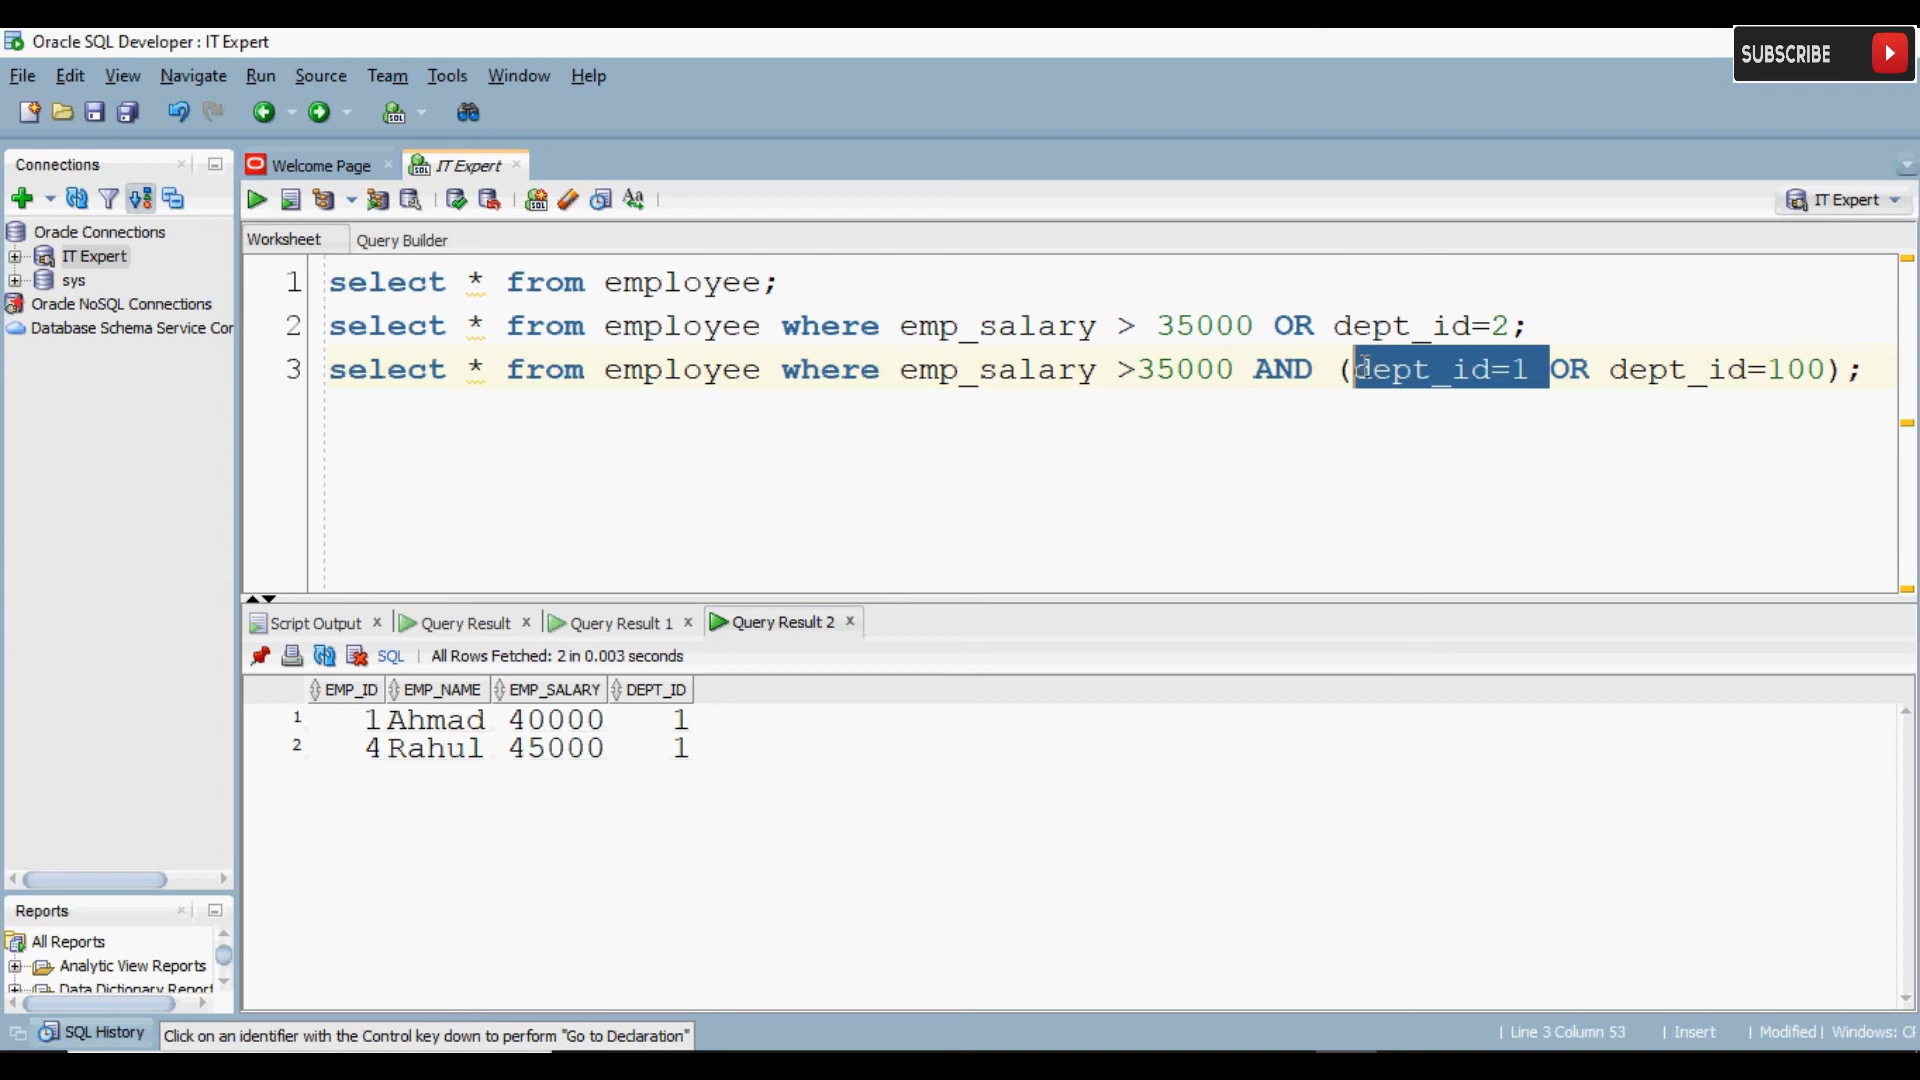 Oracle SQL Developer : IT Expert
SUBSCRIBE
File Edit View Navigate Run Source Team Tools Window Help
Connections
Welcome Page
IT Expert
IT Expert
Worksheet
Query Builder
Oracle Connections
IT Expert
sys
Oracle NoSQL Connections
Database Schema Service Cor
1 select * from employee;
2 select * from employee where emp_salary > 35000 OR dept_id=2;
3 select * from employee where emp_salary >35000 AND (dept_id=1 OR dept_id=100);
Script Output
Query Result
Query Result 1
Query Result 2
SQL | All Rows Fetched: 2 in 0.003 seconds
EMP_ID EMP_NAME EMP_SALARY DEPT_ID
1 1 Ahmad 40000 1
2 4 Rahul 45000 1
Reports
All Reports
Analytic View Reports
Data Dictionary Report
SQL History
Click on an identifier with the Control key down to perform "Go to Declaration"
| Line 3 Column 53 | Insert | Modified | Windows: CF